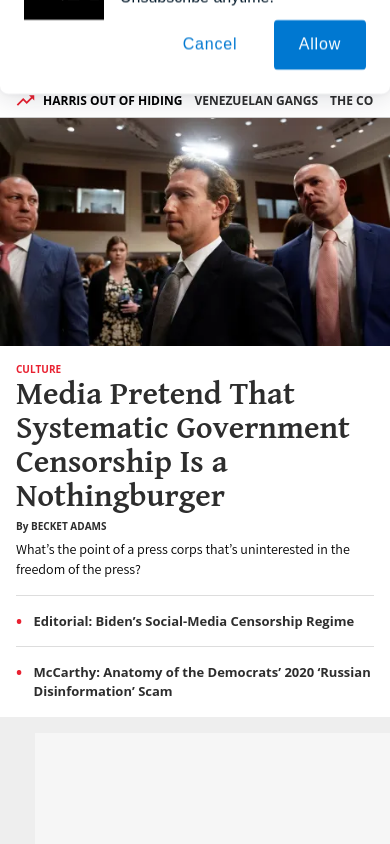 Unsubscribe anytime!
Cancel
Allow
HARRIS OUT OF HIDING VENEZUELAN GANGS THE CO
CULTURE
Media Pretend That
Systematic Government
Censorship Is a
Nothingburger
By BECKET ADAMS
What’s the point of a press corps that’s uninterested in the
freedom of the press?
• Editorial: Biden’s Social-Media Censorship Regime
• McCarthy: Anatomy of the Democrats’ 2020 ‘Russian
Disinformation’ Scam